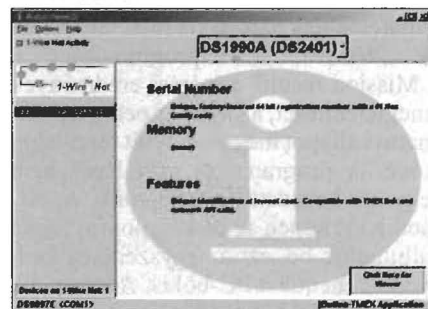 File Options Help
1-Wire Net Activity
DS1990A (DS2401) -
1-Wire™ Net
Serial Number
Unique, factory-lasered 64 bit registration number with a 01 Hex
family code
Memory
(none)
Features
Unique identification at lowest cost. Compatible with TMEX link and
network API calls.
Click Here for
Viewer
Devices on 1-Wire Net: 1
DS9097E <COM1>
iButton-TMEX Application